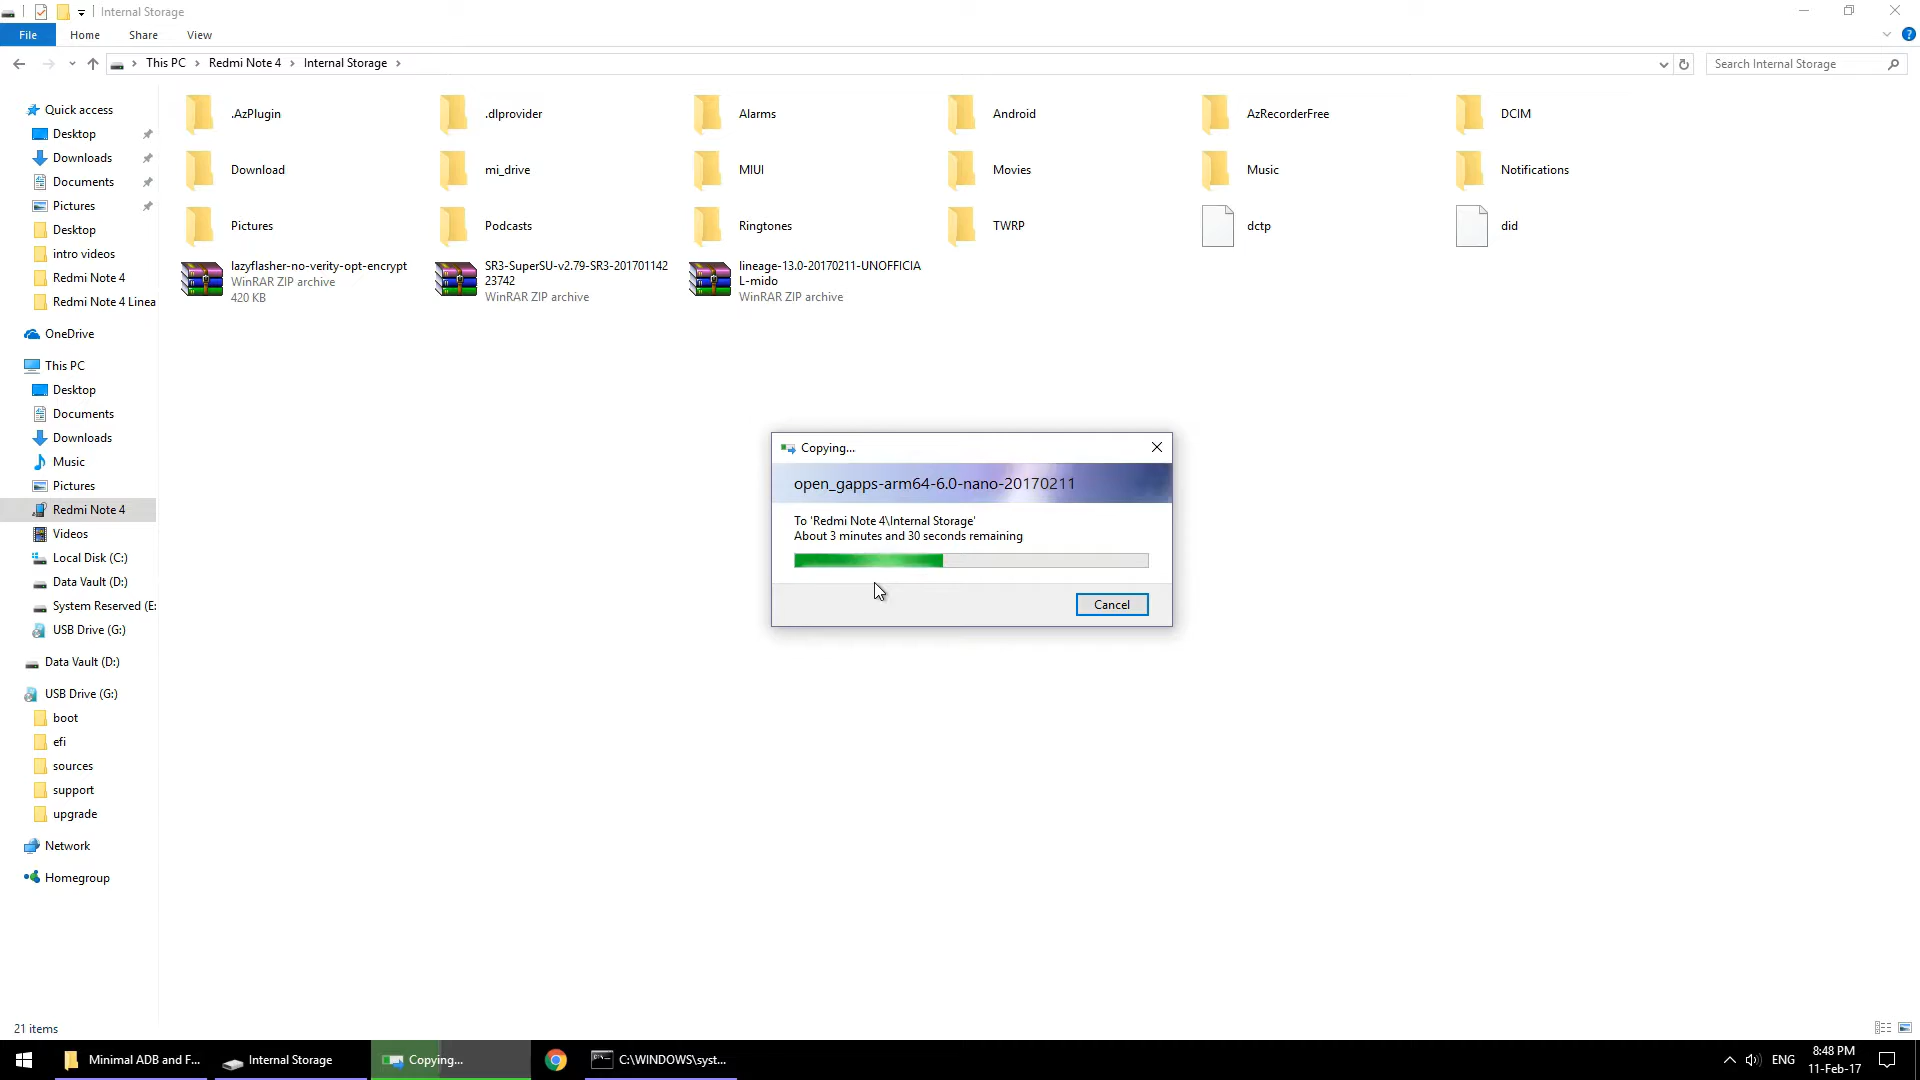 Internal Storage
File
Home
Share
View
?
This PC
Redmi Note 4
Internal Storage
Search Internal Storage
Quick access
Desktop
Downloads
Documents
Pictures
Desktop
intro videos
Redmi Note 4
Redmi Note 4 Linea
OneDrive
This PC
Desktop
Documents
Downloads
Music
Pictures
Redmi Note 4
Videos
Local Disk (C:)
Data Vault (D:)
System Reserved (E:
USB Drive (G:)
Data Vault (D:)
USB Drive (G:)
boot
efi
sources
support
upgrade
Network
Homegroup
.AzPlugin
.dlprovider
Alarms
Android
AzRecorderFree
DCIM
Download
mi_drive
MIUI
Movies
Music
Notifications
Pictures
Podcasts
Ringtones
TWRP
dctp
did
lazyflasher-no-verity-opt-encrypt
WinRAR ZIP archive
420 KB
SR3-SuperSU-v2.79-SR3-201701142
23742
WinRAR ZIP archive
lineage-13.0-20170211-UNOFFICIA
L-mido
WinRAR ZIP archive
Copying...
open_gapps-arm64-6.0-nano-20170211
To 'Redmi Note 4\Internal Storage'
About 3 minutes and 30 seconds remaining
Cancel
21 items
Minimal ADB and F...
Internal Storage
Copying...
C:\WINDOWS\syst...
ENG
8:48 PM
11-Feb-17